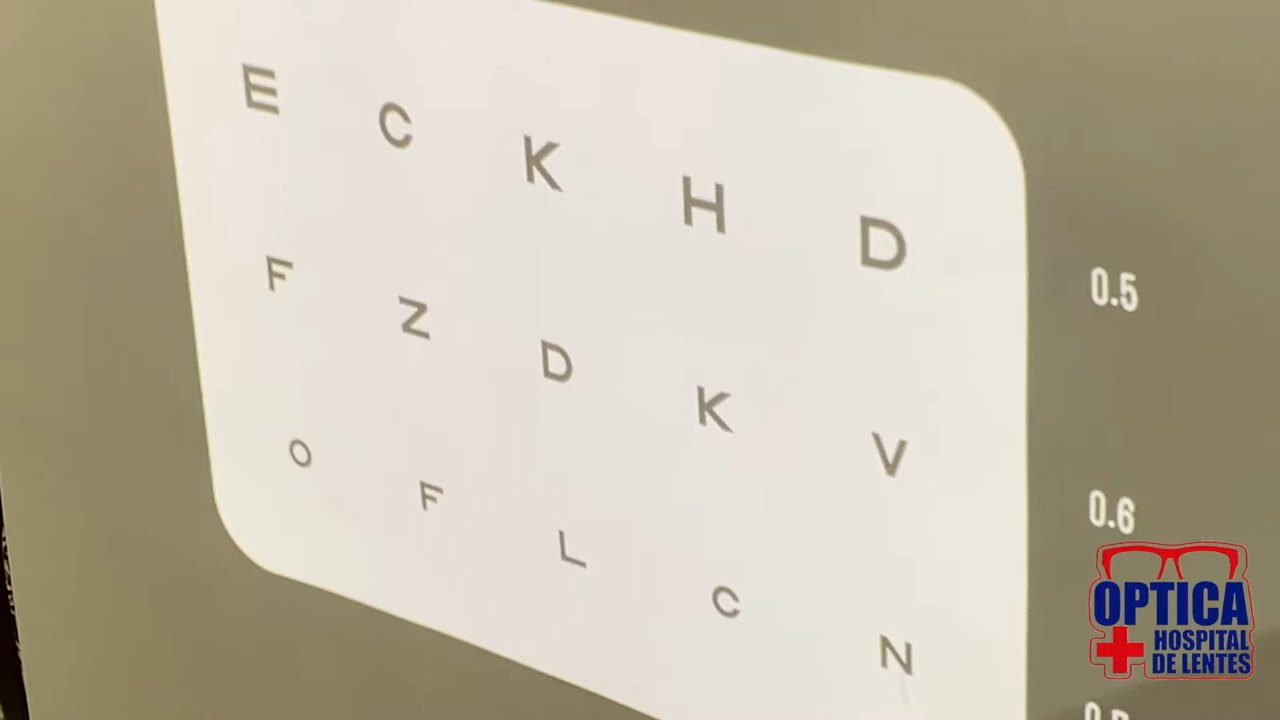 E C K H D 0.5
F Z D K V 0.6
O F L C N
OPTICA
HOSPITAL
DE LENTES